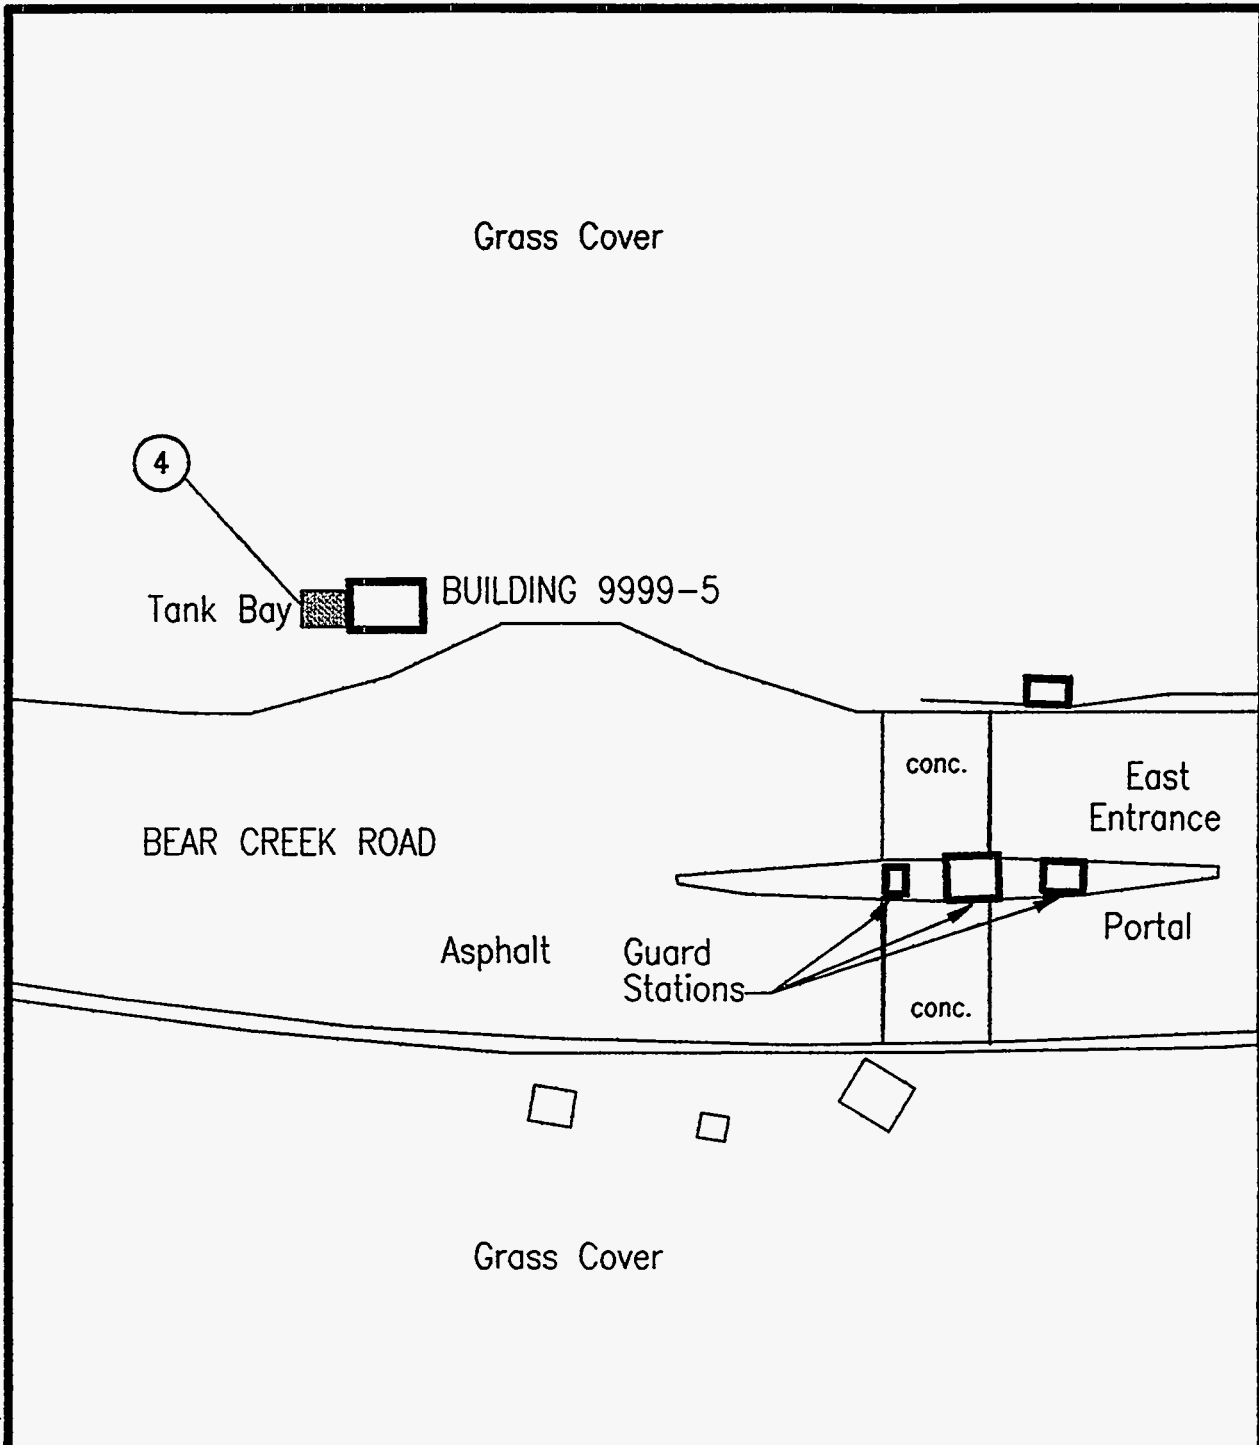 Grass Cover
4
BUILDING 9999-5
Tank Bay
conc.
East
Entrance
BEAR CREEK ROAD
Portal
Asphalt
Guard
Stations
conc.
Grass Cover